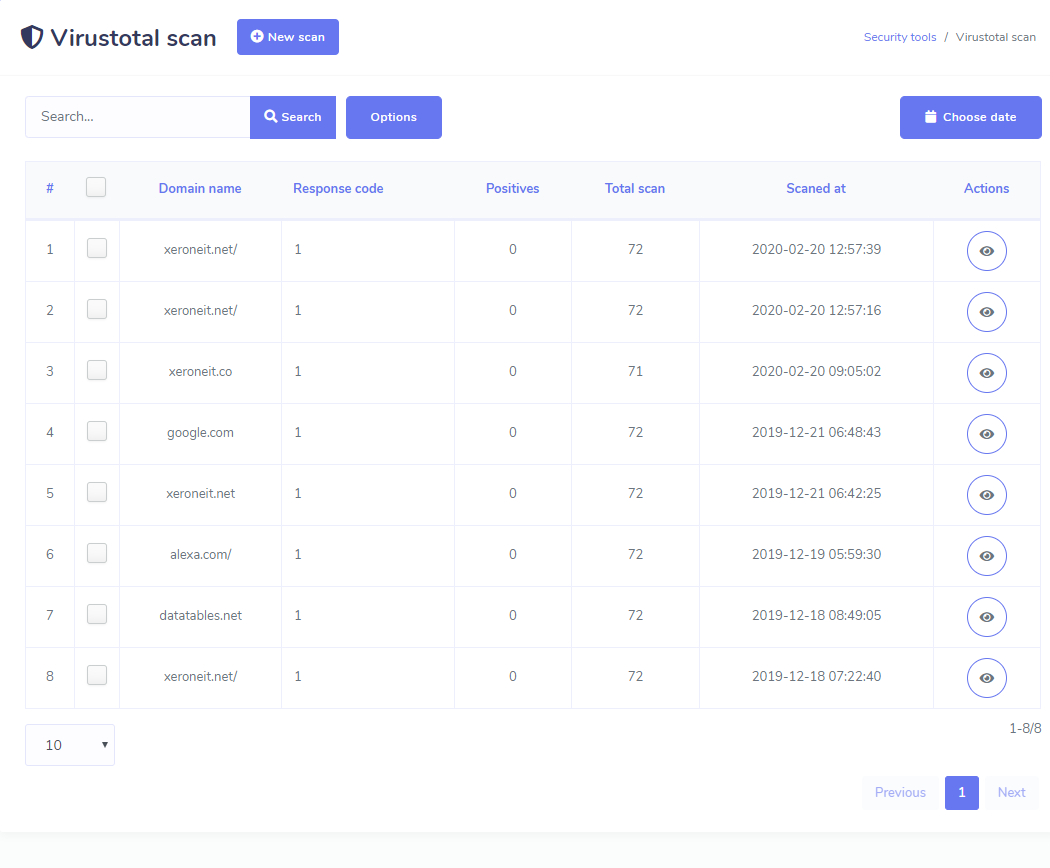 Virustotal scan New scan Security tools / Virustotal scan
Search... Search Options Choose date
# Domain name Response code Positives Total scan Scaned at Actions
1 xeroneit.net/ 1 0 72 2020-02-20 12:57:39
2 xeroneit.net/ 1 0 72 2020-02-20 12:57:16
3 xeroneit.co 1 0 71 2020-02-20 09:05:02
4 google.com 1 0 72 2019-12-21 06:48:43
5 xeroneit.net 1 0 72 2019-12-21 06:42:25
6 alexa.com/ 1 0 72 2019-12-19 05:59:30
7 datatables.net 1 0 72 2019-12-18 08:49:05
8 xeroneit.net/ 1 0 72 2019-12-18 07:22:40
1-8/8
10
Previous 1 Next